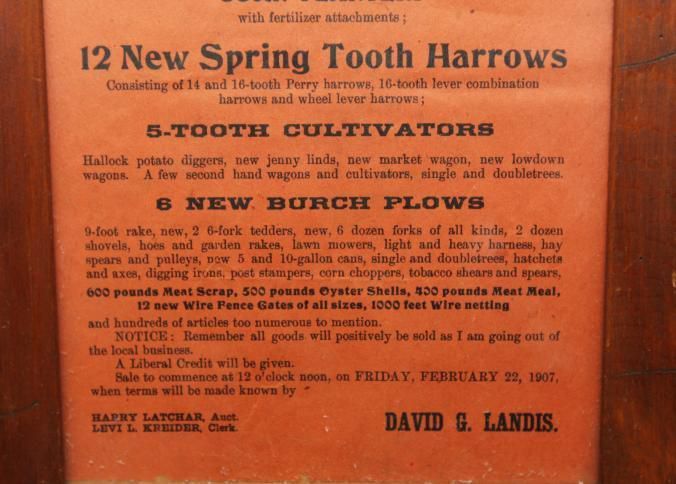 with fertilizer attachments;
12 New Spring Tooth Harrows
Consisting of 14 and 16-tooth Perry harrows, 16-tooth lever combination
harrows and wheel lever harrows;
5-TOOTH CULTIVATORS
Hallock potato diggers, new jenny linds, new market wagon, new lowdown
wagons. A few second hand wagons and cultivators, single and doubletrees.
6 NEW BURCH PLOWS
9-foot rake, new, 2 6-fork tedders, new, 6 dozen forks of all kinds, 2 dozen
shovels, hoes and garden rakes, lawn mowers, light and heavy harness, hay
spears and pulleys, new 5 and 10-gallon cans, single and doubletrees, hatchets
and axes, digging irons, post stampers, corn choppers, tobacco shears and spears,
600 pounds Meat Scrap, 500 pounds Oyster Shells, 400 pounds Meat Meal,
12 new Wire Fence Gates of all sizes, 1000 feet Wire netting
and hundreds of articles too numerous to mention.
NOTICE: Remember all goods will positively be sold as I am going out of
the local business.
A Liberal Credit will be given.
Sale to commence at 12 o'clock noon, on FRIDAY, FEBRUARY 22, 1907,
when terms will be made known by
HARRY LATCHAR, Auct.
LEVI L. KREIDER, Clerk.
DAVID G. LANDIS.